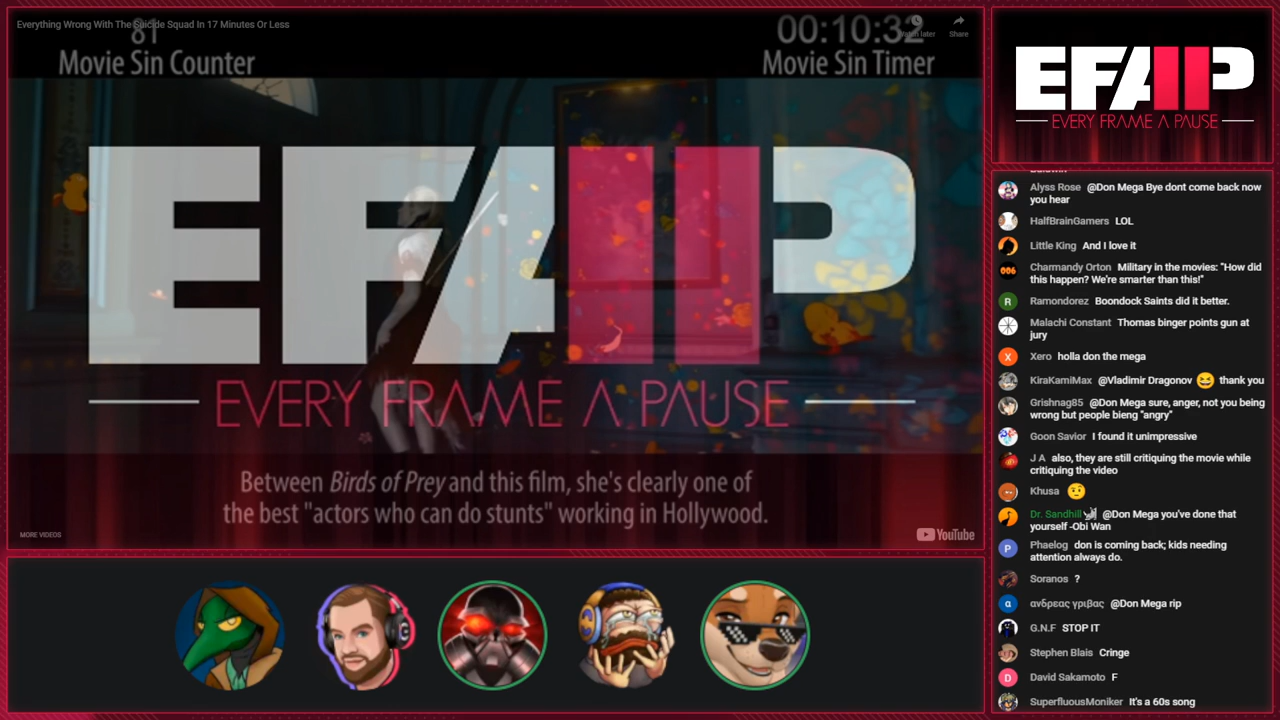 Everything Wrong With The Suicide Squad In 17 Minutes Or Less
81
Movie Sin Counter
00:10:32
Movie Sin Timer
Watch later
Share
EFAP
EVERY FRAME A PAUSE
Between Birds of Prey and this film, she's clearly one of
the best "actors who can do stunts" working in Hollywood.
MORE VIDEOS
YouTube
EFAP
EVERY FRAME A PAUSE
Alyss Rose @Don Mega Bye dont come back now
you hear
HalfBrainGamers LOL
Little King And I love it
Charmandy Orton Military in the movies: "How did
this happen? We're smarter than this!"
R
Ramondorez Boondock Saints did it better.
Malachi Constant Thomas binger points gun at
jury
X
Xero holla don the mega
KiraKamiMax @Vladimir Dragonov 😆 thank you
Grishnag85 @Don Mega sure, anger, not you being
wrong but people bieng "angry"
Goon Savior I found it unimpressive
J A also, they are still critiquing the movie while
critiquing the video
Khusa 🤨
Dr. Sandhill @Don Mega you've done that
yourself -Obi Wan
P
Phaelog don is coming back; kids needing
attention always do.
Soranos ?
α
ανδρεας γριβας @Don Mega rip
G.N.F STOP IT
Stephen Blais Cringe
D
David Sakamoto F
SuperfluousMoniker It's a 60s song